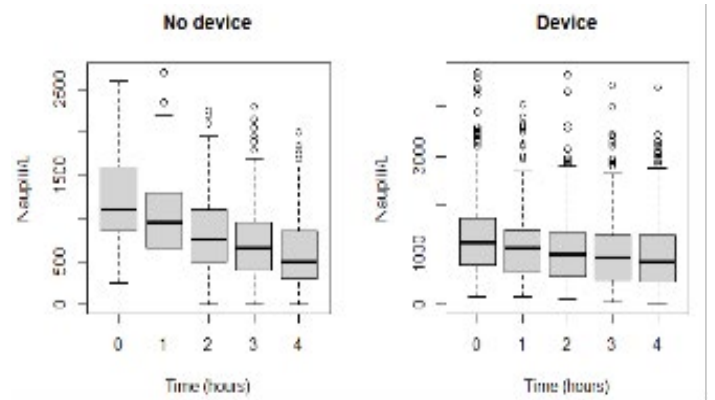 No device
Nauplii/L
0
500
1500
2500
0 1 2 3 4
Time (hours)
Device
Nauplii/L
0
1000
2000
0 1 2 3 4
Time (hours)